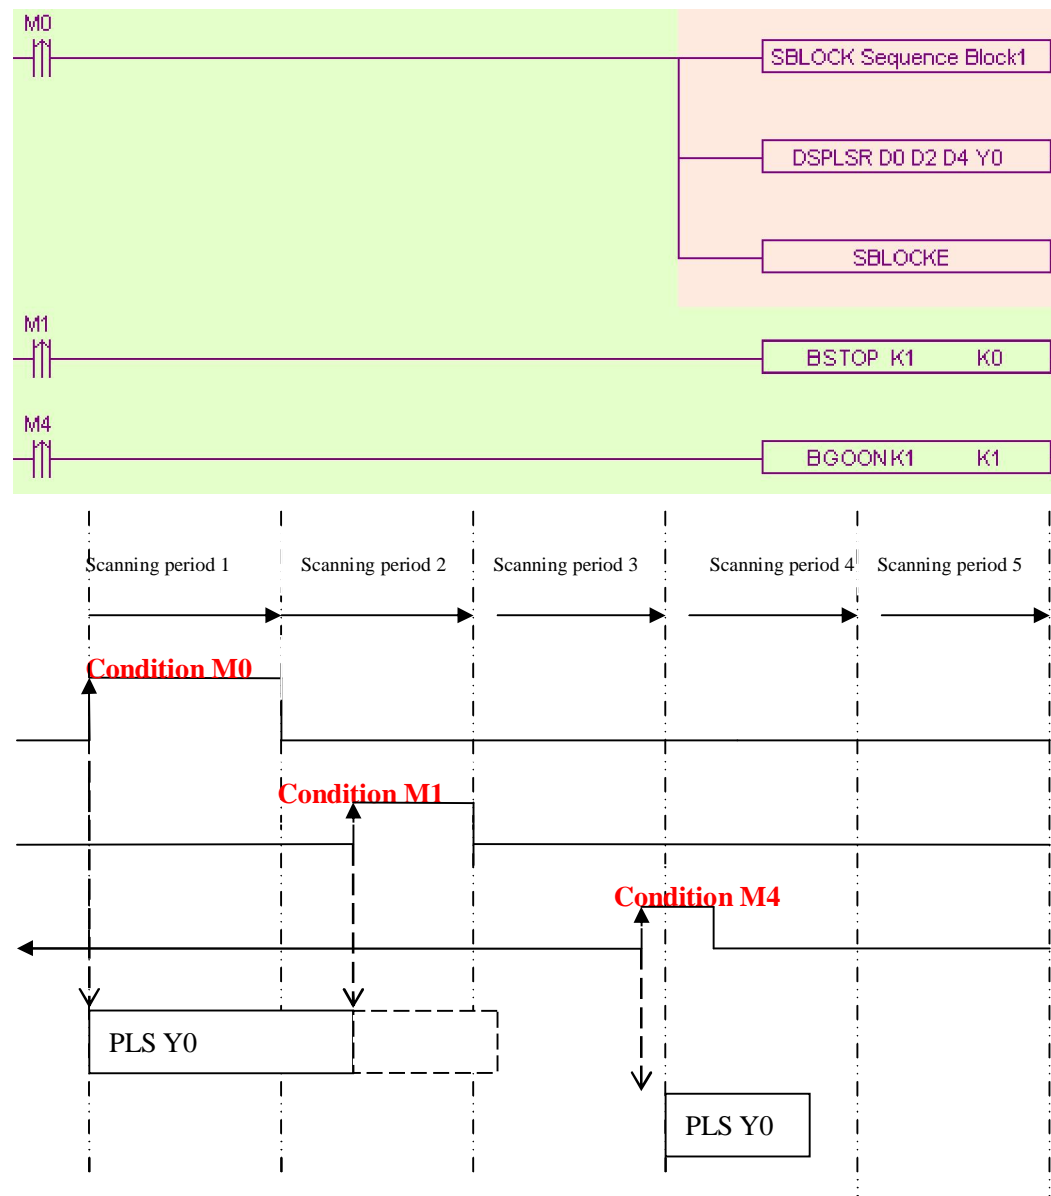 M0
SBLOCK Sequence Block1
DSPLSR D0 D2 D4 Y0
SBLOCKE
M1
BSTOP K1 K0
M4
BGOONK1 K1
Scanning period 1 Scanning period 2 Scanning period 3 Scanning period 4 Scanning period 5
Condition M0
Condition M1
Condition M4
PLS Y0
PLS Y0